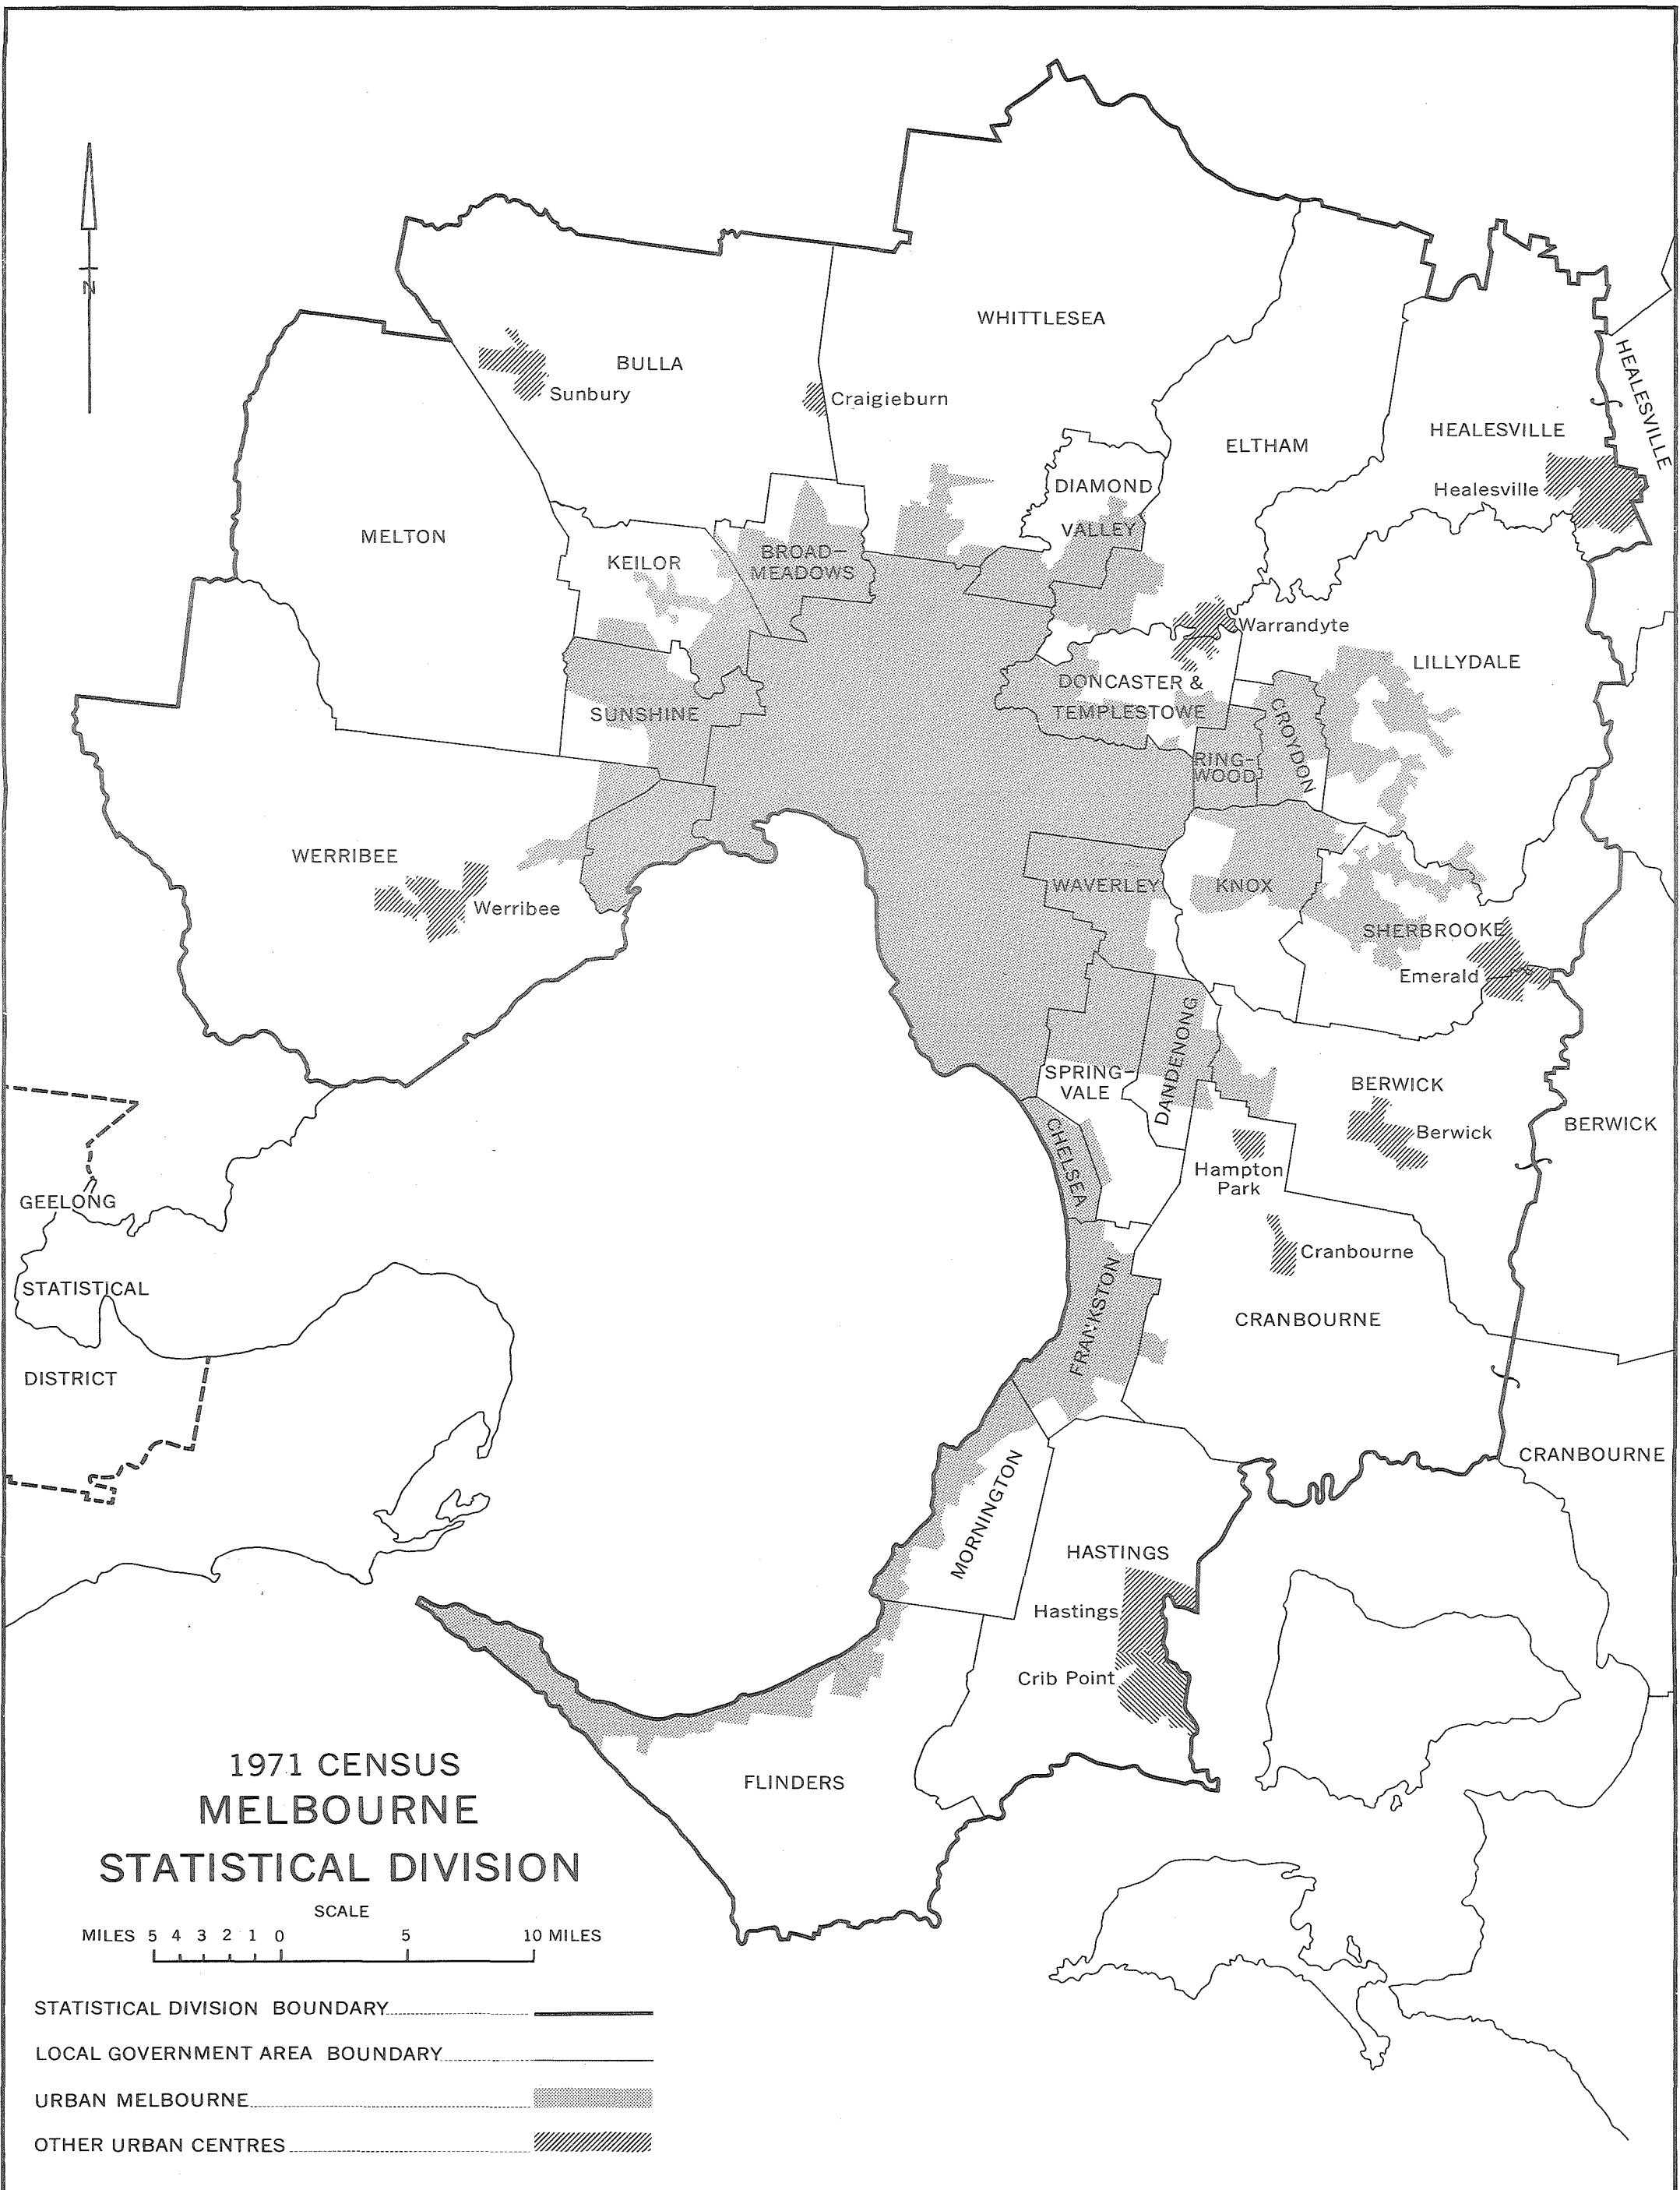 N
WHITTLESEA
HEALESVILLE
BULLA
Sunbury
Craigieburn
HEALESVILLE
ELTHAM
DIAMOND
VALLEY
Healesville
MELTON
KEILOR
BROAD-
MEADOWS
Warrandyte
LILLYDALE
DONCASTER &
TEMPLESTOWE
SUNSHINE
CROYDON
RING-
WOOD
WERRIBEE
Werribee
WAVERLEY
KNOX
SHERBROOKE
Emerald
DANDENONG
SPRING-
VALE
BERWICK
Berwick
BERWICK
CHELSEA
Hampton
Park
GEELONG
STATISTICAL
DISTRICT
Cranbourne
CRANBOURNE
FRANKSTON
CRANBOURNE
MORNINGTON
HASTINGS
Hastings
Crib Point
FLINDERS
1971 CENSUS
MELBOURNE
STATISTICAL DIVISION
SCALE
MILES 5 4 3 2 1 0 5 10 MILES
STATISTICAL DIVISION BOUNDARY
LOCAL GOVERNMENT AREA BOUNDARY
URBAN MELBOURNE
OTHER URBAN CENTRES